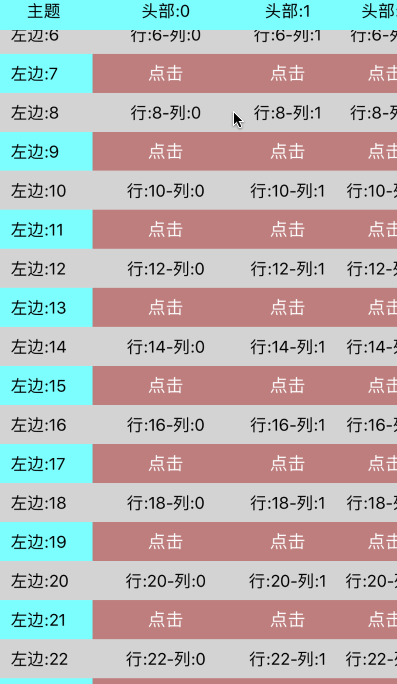 主题 头部:0 头部:1 头部:
左边:6 行:6-列:0 行:6-列:1 行:6-列
左边:7 点击 点击 点击
左边:8 行:8-列:0 行:8-列:1 行:8-列
左边:9 点击 点击 点击
左边:10 行:10-列:0 行:10-列:1 行:10-列
左边:11 点击 点击 点击
左边:12 行:12-列:0 行:12-列:1 行:12-列
左边:13 点击 点击 点击
左边:14 行:14-列:0 行:14-列:1 行:14-列
左边:15 点击 点击 点击
左边:16 行:16-列:0 行:16-列:1 行:16-列
左边:17 点击 点击 点击
左边:18 行:18-列:0 行:18-列:1 行:18-列
左边:19 点击 点击 点击
左边:20 行:20-列:0 行:20-列:1 行:20-列
左边:21 点击 点击 点击
左边:22 行:22-列:0 行:22-列:1 行:22-列